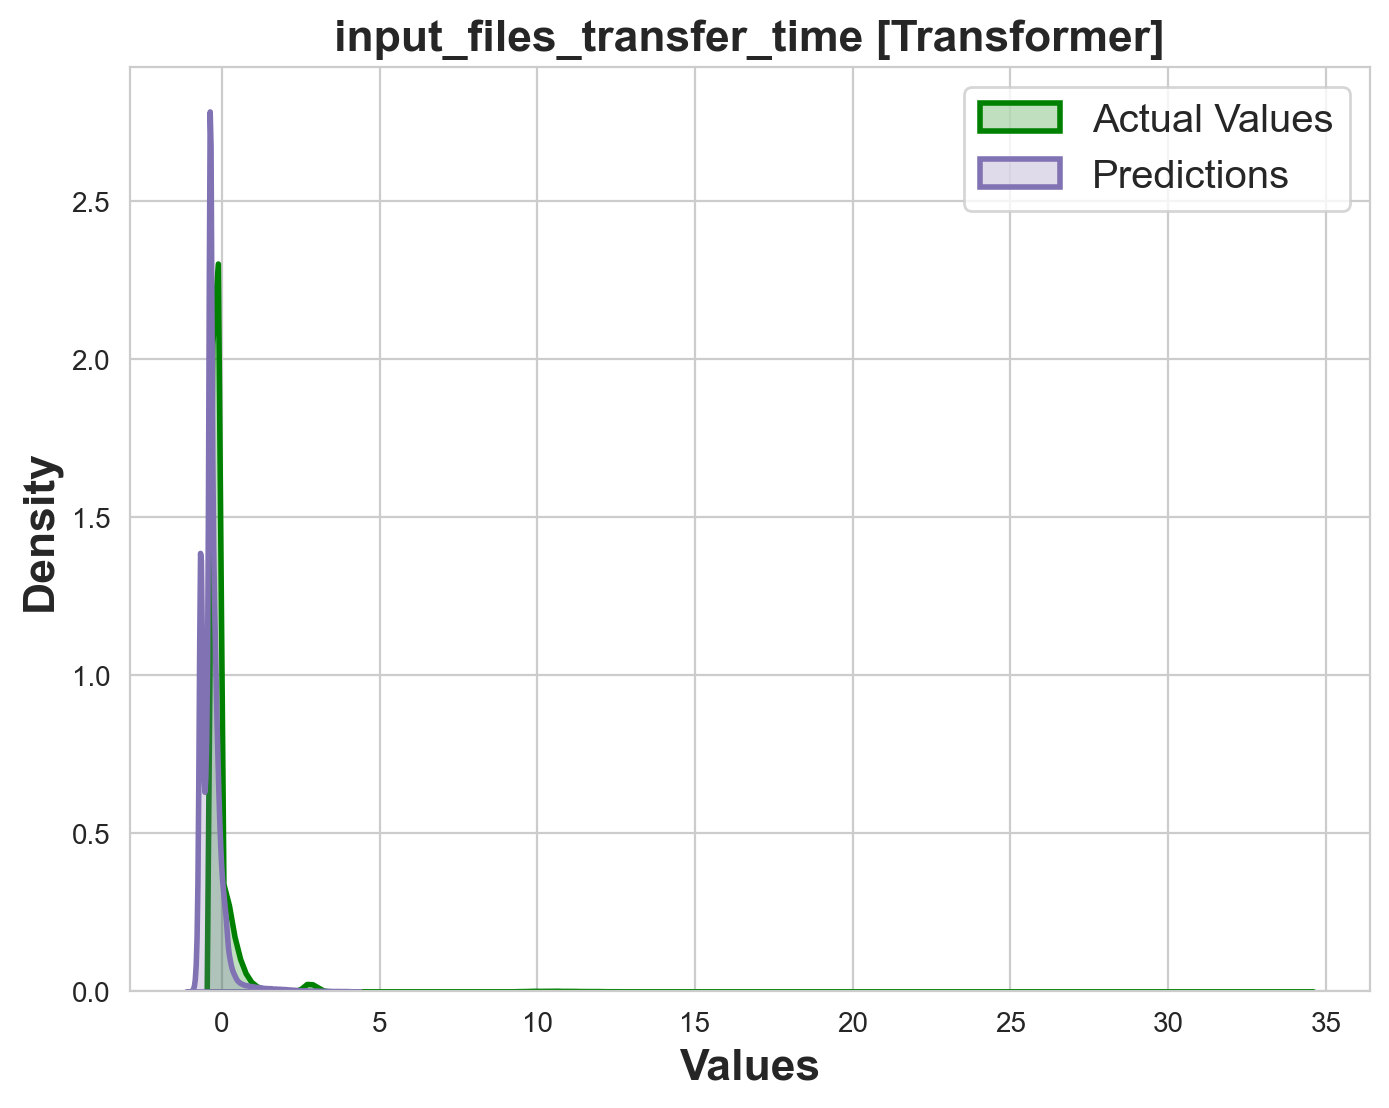 input_files_transfer_time [Transformer]
Actual Values
Predictions
Density
2.5
2.0
1.5
1.0
0.5
0.0
0 5 10 15 20 25 30 35
Values